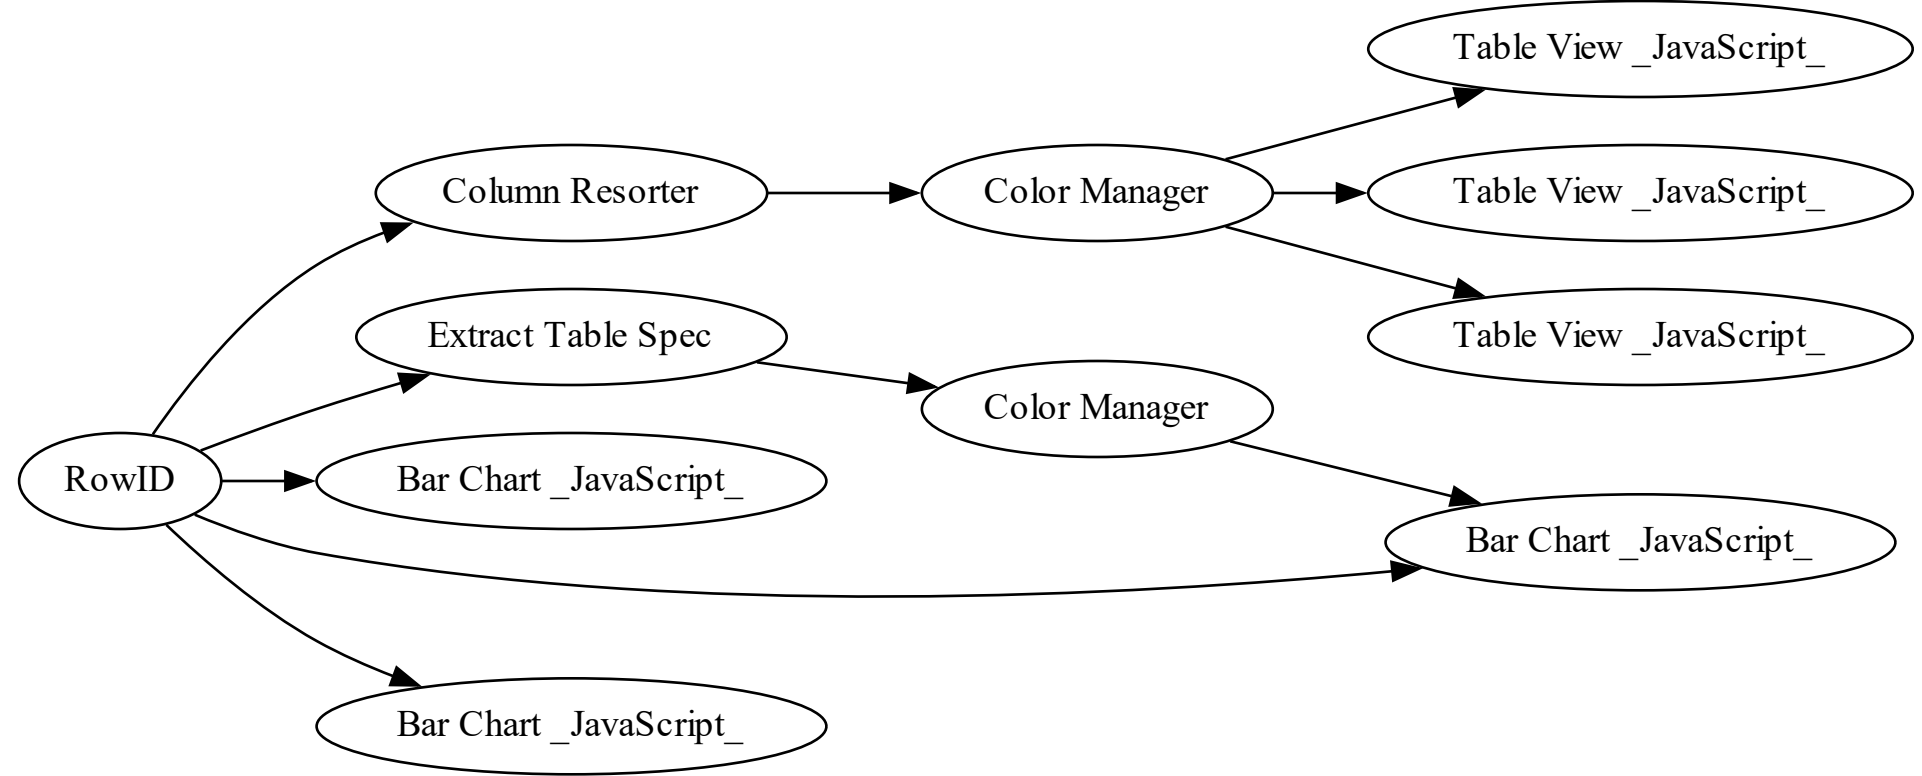 Table View _JavaScript_
Column Resorter
Color Manager
Table View _JavaScript_
Extract Table Spec
Table View _JavaScript_
Color Manager
RowID
Bar Chart _JavaScript_
Bar Chart _JavaScript_
Bar Chart _JavaScript_